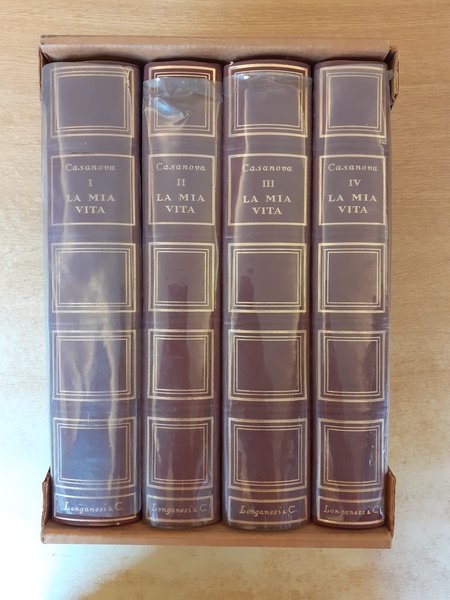 Casanova
I
LA MIA
VITA
Longanesi & C.
Casanova
II
LA MIA
VITA
Longanesi & C.
Casanova
III
LA MIA
VITA
Longanesi & C.
Casanova
IV
LA MIA
VITA
Longanesi & C.